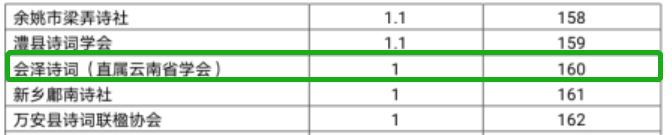 余姚市梁弄诗社 1.1 158
澧县诗词学会 1.1 159
会泽诗词（直属云南省学会） 1 160
新乡鄘南诗社 1 161
万安县诗词联楹协会 1 162